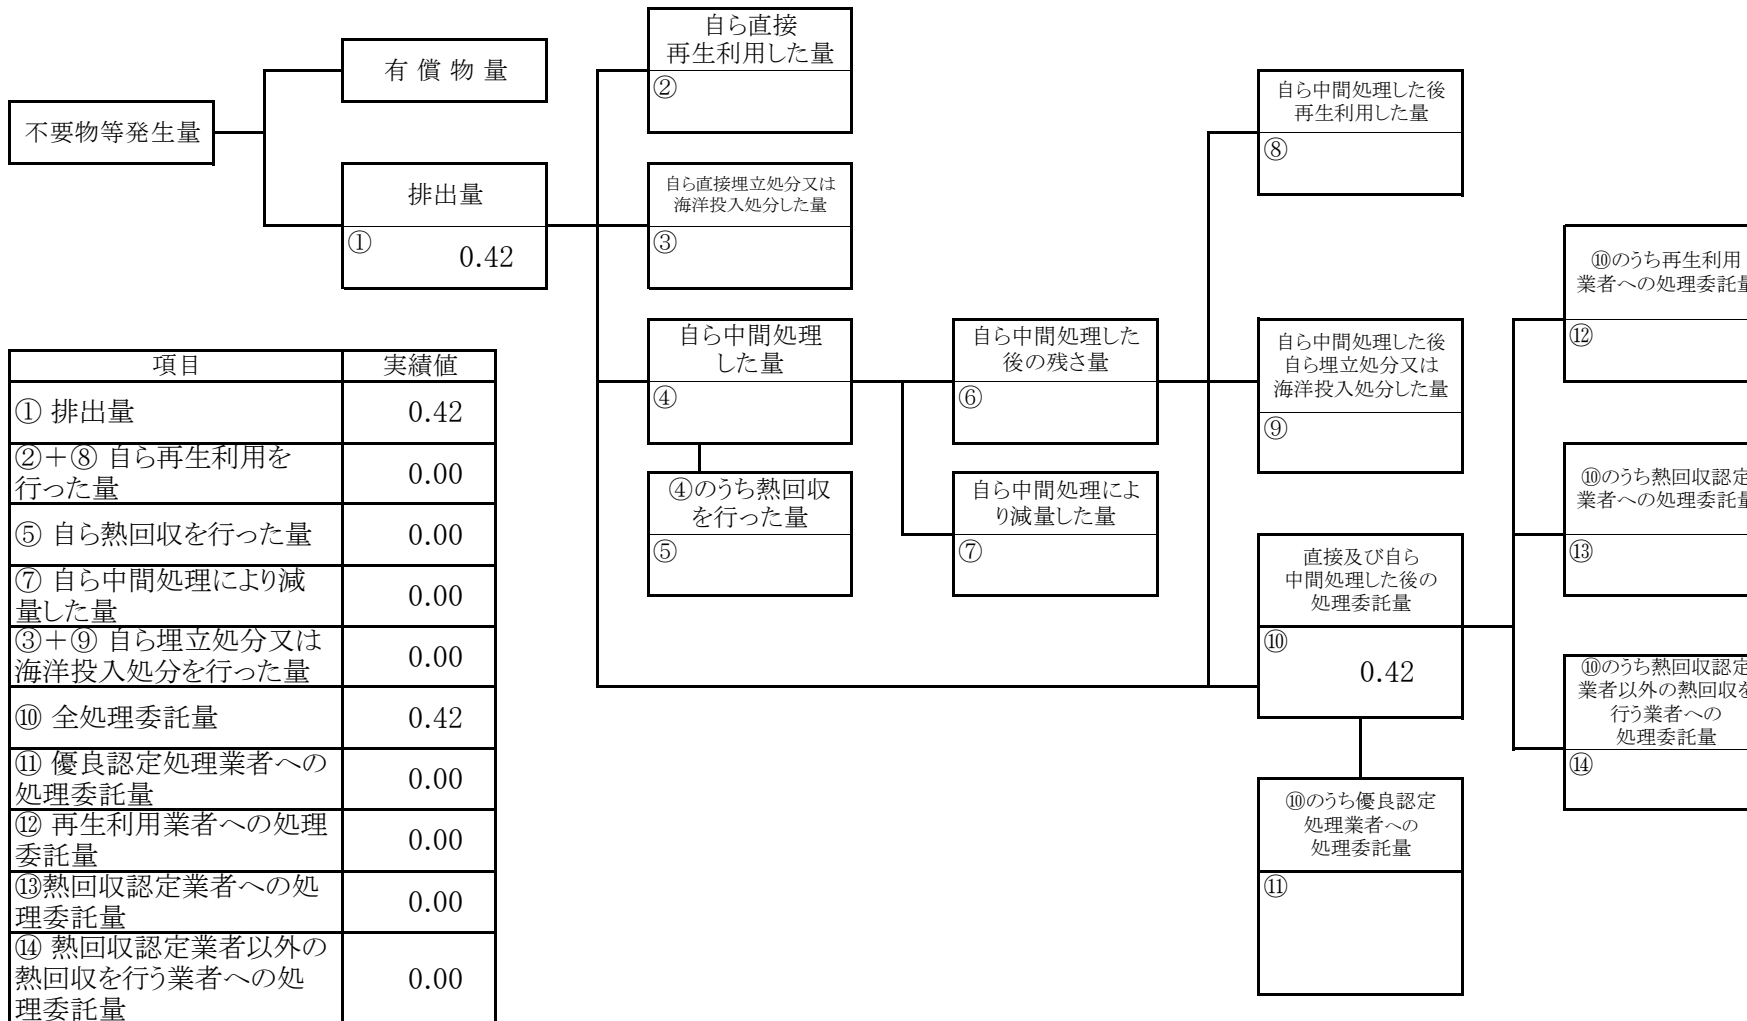 不要物等発生量
有償物量
排出量
①
0.42
自ら直接
再生利用した量
②
自ら直接埋立処分又は
海洋投入処分した量
③
自ら中間処理
した量
④
④のうち熱回収
を行った量
⑤
自ら中間処理した
後の残さ量
⑥
自ら中間処理によ
り減量した量
⑦
自ら中間処理した後
再生利用した量
⑧
自ら中間処理した後
自ら埋立処分又は
海洋投入処分した量
⑨
直接及び自ら
中間処理した後の
処理委託量
⑩
0.42
⑩のうち優良認定
処理業者への
処理委託量
⑪
⑩のうち再生利用
業者への処理委託量
⑫
⑩のうち熱回収認定
業者への処理委託量
⑬
⑩のうち熱回収認定
業者以外の熱回収を
行う業者への
処理委託量
⑭
項目 実績値
① 排出量 0.42
②＋⑧ 自ら再生利用を
行った量 0.00
⑤ 自ら熱回収を行った量 0.00
⑦ 自ら中間処理により減
量した量 0.00
③＋⑨ 自ら埋立処分又は
海洋投入処分を行った量 0.00
⑩ 全処理委託量 0.42
⑪ 優良認定処理業者への
処理委託量 0.00
⑫ 再生利用業者への処理
委託量 0.00
⑬熱回収認定業者への処
理委託量 0.00
⑭ 熱回収認定業者以外の
熱回収を行う業者への処
理委託量 0.00